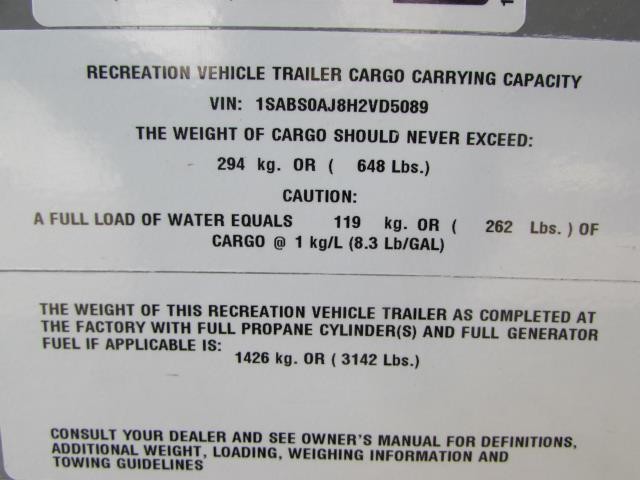 RECREATION VEHICLE TRAILER CARGO CARRYING CAPACITY
VIN: 1SABS0AJ8H2VD5089
THE WEIGHT OF CARGO SHOULD NEVER EXCEED:
294 kg. OR ( 648 Lbs.)
CAUTION:
A FULL LOAD OF WATER EQUALS 119 kg. OR ( 262 Lbs. ) OF
CARGO @ 1 kg/L (8.3 Lb/GAL)
THE WEIGHT OF THIS RECREATION VEHICLE TRAILER AS COMPLETED AT
THE FACTORY WITH FULL PROPANE CYLINDER(S) AND FULL GENERATOR
FUEL IF APPLICABLE IS:
1426 kg. OR ( 3142 Lbs.)
CONSULT YOUR DEALER AND SEE OWNER'S MANUAL FOR DEFINITIONS,
ADDITIONAL WEIGHT, LOADING, WEIGHING INFORMATION AND
TOWING GUIDELINES